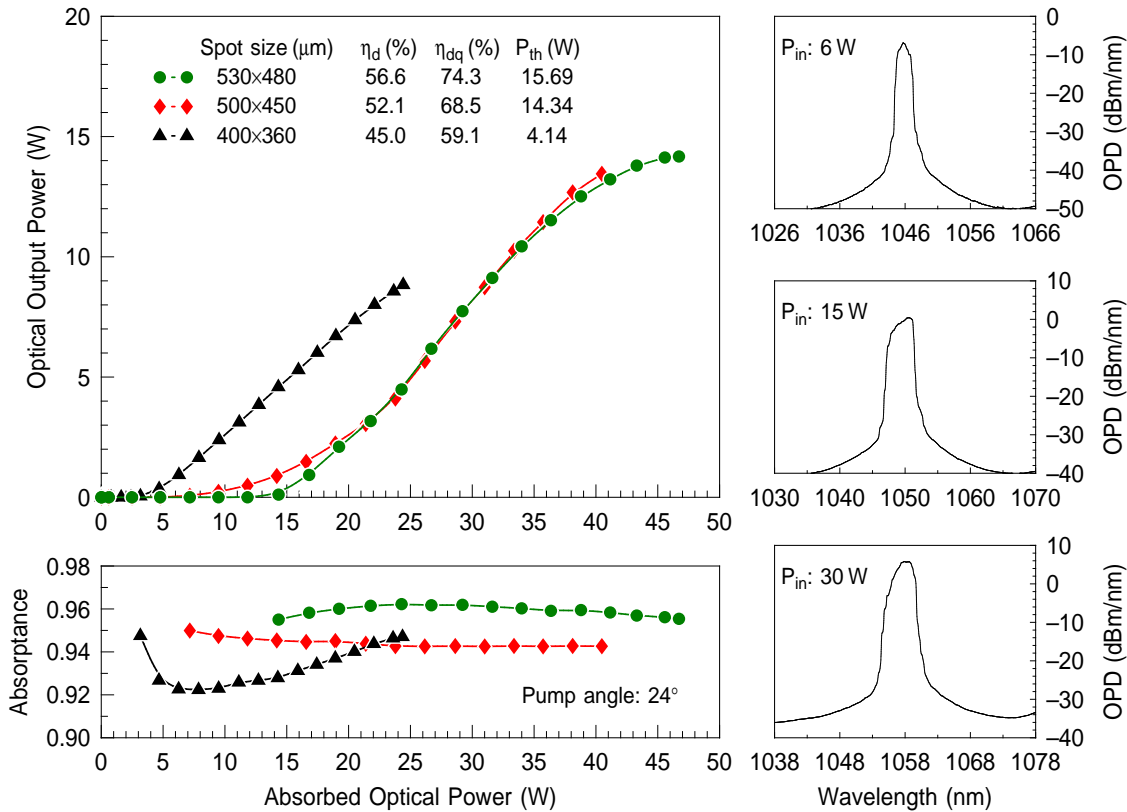 Spot size (μm) η_d (%) η_dq (%) P_th (W)
530×480 56.6 74.3 15.69
500×450 52.1 68.5 14.34
400×360 45.0 59.1 4.14
Optical Output Power (W)
20
15
10
5
0
0 5 10 15 20 25 30 35 40 45 50
Absorptance
0.98
0.96
0.94
0.92
0.90
Pump angle: 24°
0 5 10 15 20 25 30 35 40 45 50
Absorbed Optical Power (W)
P_in: 6 W
0
–10
–20
–30
–40
–50
OPD (dBm/nm)
1026 1036 1046 1056 1066
P_in: 15 W
10
0
–10
–20
–30
–40
OPD (dBm/nm)
1030 1040 1050 1060 1070
P_in: 30 W
10
0
–10
–20
–30
–40
OPD (dBm/nm)
1038 1048 1058 1068 1078
Wavelength (nm)